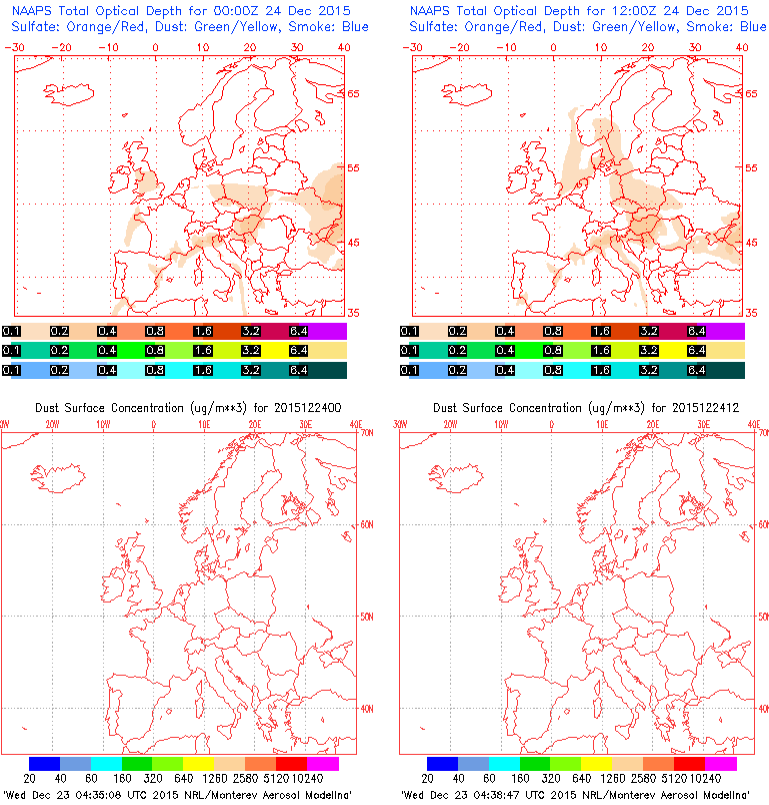 NAAPS Total Optical Depth for 00:00Z 24 Dec 2015
Sulfate: Orange/Red, Dust: Green/Yellow, Smoke: Blue
-30 -20 -10 0 10 20 30 40
65
55
45
35
0.1 0.2 0.4 0.8 1.6 3.2 6.4
0.1 0.2 0.4 0.8 1.6 3.2 6.4
0.1 0.2 0.4 0.8 1.6 3.2 6.4
NAAPS Total Optical Depth for 12:00Z 24 Dec 2015
Sulfate: Orange/Red, Dust: Green/Yellow, Smoke: Blue
-30 -20 -10 0 10 20 30 40
65
55
45
35
0.1 0.2 0.4 0.8 1.6 3.2 6.4
0.1 0.2 0.4 0.8 1.6 3.2 6.4
0.1 0.2 0.4 0.8 1.6 3.2 6.4
Dust Surface Concentration (ug/m**3) for 2015122400
0W 20W 10W 0 10E 20E 30E 40E
70N
60N
50N
40N
20 40 80 160 320 640 1280 2580 5120 10240
'Wed Dec 23 04:35:08 UTC 2015 NRL/Monterey Aerosol Modeling'
Dust Surface Concentration (ug/m**3) for 2015122412
30W 20W 10W 0 10E 20E 30E 40E
70N
60N
50N
40N
20 40 80 160 320 640 1280 2580 5120 10240
'Wed Dec 23 04:38:47 UTC 2015 NRL/Monterey Aerosol Modeling'